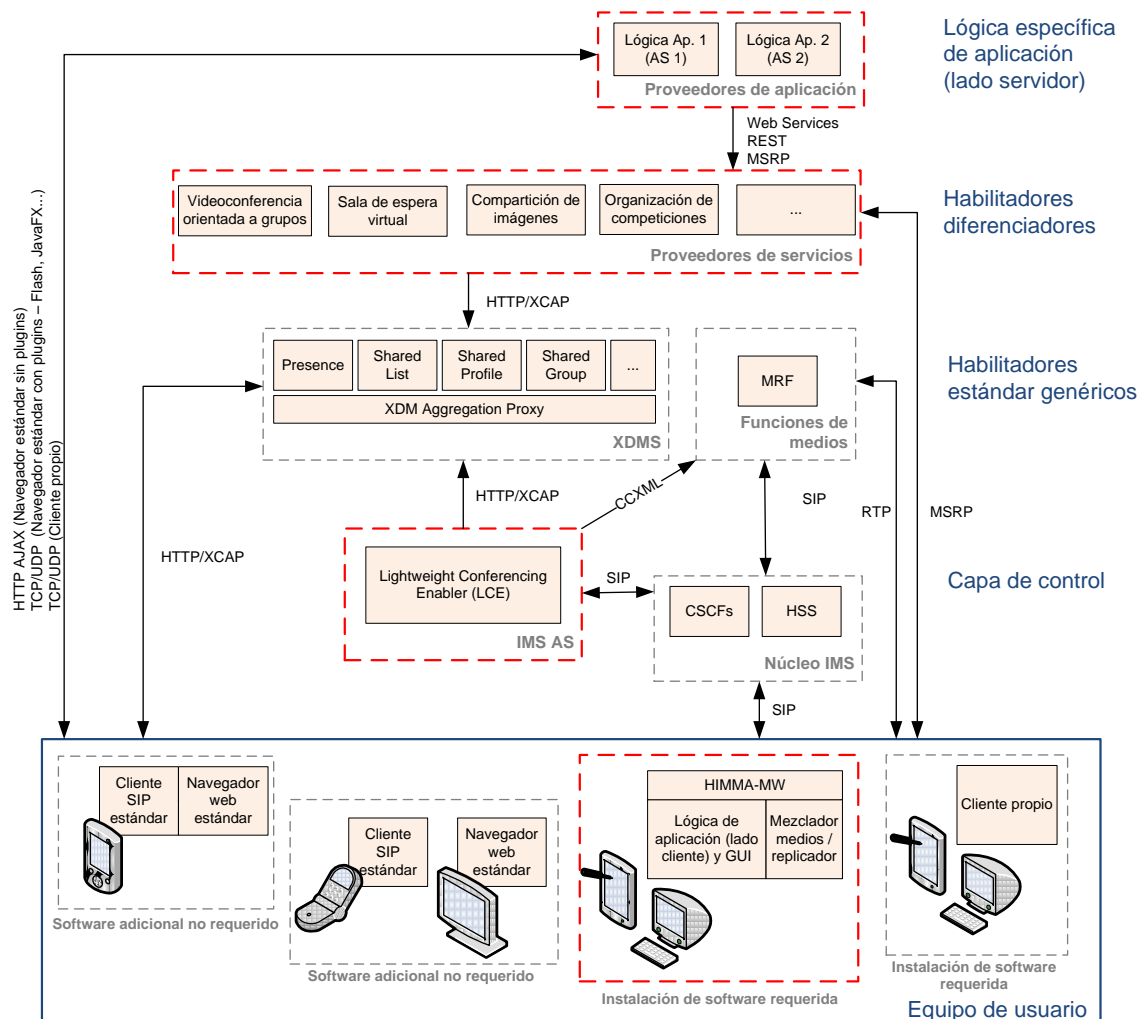 Lógica Ap. 1
(AS 1)
Lógica Ap. 2
(AS 2)
Proveedores de aplicación
Lógica específica
de aplicación
(lado servidor)
Web Services
REST
MSRP
Videoconferencia
orientada a grupos
Sala de espera
virtual
Compartición de
imágenes
Organización de
competiciones
...
Proveedores de servicios
Habilitadores
diferenciadores
HTTP/XCAP
Presence
Shared
List
Shared
Profile
Shared
Group
...
XDM Aggregation Proxy
XDMS
MRF
Funciones de
medios
Habilitadores
estándar genéricos
HTTP AJAX (Navegador estándar sin plugins)
TCP/UDP (Navegador estándar con plugins – Flash, JavaFX...)
TCP/UDP (Cliente propio)
HTTP/XCAP
HTTP/XCAP
CCXML
SIP
RTP
MSRP
Lightweight Conferencing
Enabler (LCE)
IMS AS
SIP
CSCFs
HSS
Núcleo IMS
Capa de control
SIP
Cliente
SIP
estándar
Navegador
web
estándar
Software adicional no requerido
Cliente
SIP
estándar
Navegador
web
estándar
Software adicional no requerido
HIMMA-MW
Lógica de
aplicación (lado
cliente) y GUI
Mezclador
medios /
replicador
Instalación de software requerida
Cliente propio
Instalación de software
requerida
Equipo de usuario